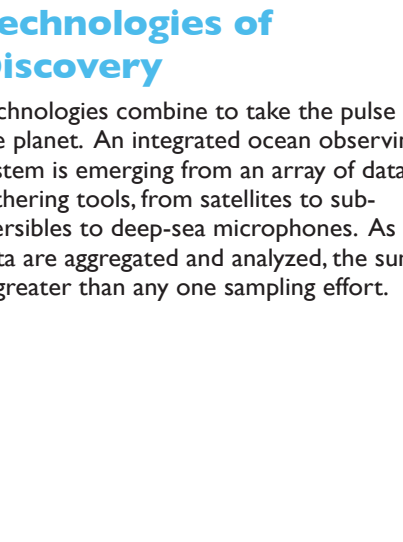 echnologies of
iscovery
chnologies combine to take the pulse
e planet. An integrated ocean observin
stem is emerging from an array of data
thering tools, from satellites to sub-
ersibles to deep-sea microphones. As
ta are aggregated and analyzed, the su
greater than any one sampling effort.